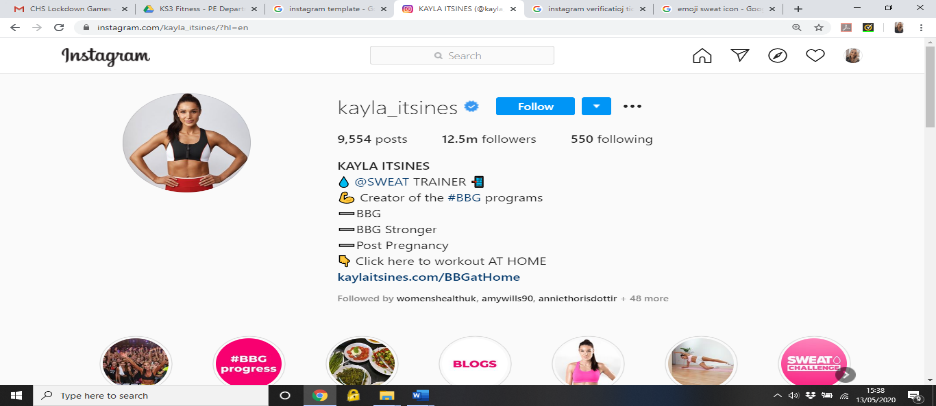 CHS Lockdown Games
KS3 Fitness - PE Depart
instagram template - G
KAYLA ITSINES (@kayla
instagram verificatioj ti
emoji sweat icon - Goo
instagram.com/kayla_itsines/?hl=en
Instagram
Search
kayla_itsines
Follow
9,554 posts 12.5m followers 550 following
KAYLA ITSINES
💧 @SWEAT TRAINER 📲
💪 Creator of the #BBG programs
➖BBG
➖BBG Stronger
➖Post Pregnancy
👇 Click here to workout AT HOME
kaylaitsines.com/BBGatHome
Followed by womenshealthuk, amywills90, anniethorisdottir + 48 more
#BBG
progress
BLOGS
SWEAT
CHALLENGE
Type here to search
15:38
13/05/2020